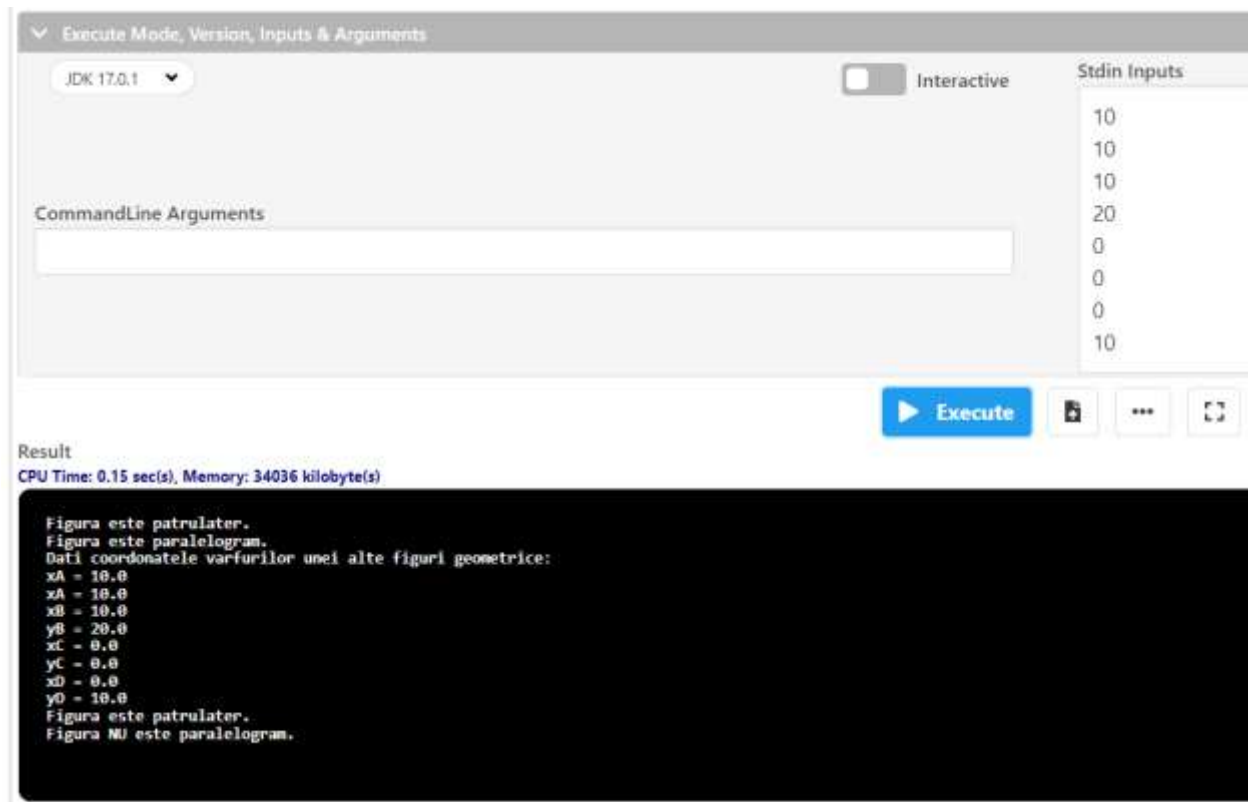 Execute Mode, Version, Inputs & Arguments
JDK 17.0.1
Interactive
Stdin Inputs
10
10
10
20
0
0
0
10
CommandLine Arguments
Execute
Result
CPU Time: 0.15 sec(s), Memory: 34036 kilobyte(s)
Figura este patrulater.
Figura este paralelogram.
Dati coordonatele varfurilor unei alte figuri geometrice:
xA = 10.0
xA = 10.0
xB = 10.0
yB = 20.0
xC = 0.0
yC = 0.0
xD = 0.0
yD = 10.0
Figura este patrulater.
Figura NU este paralelogram.